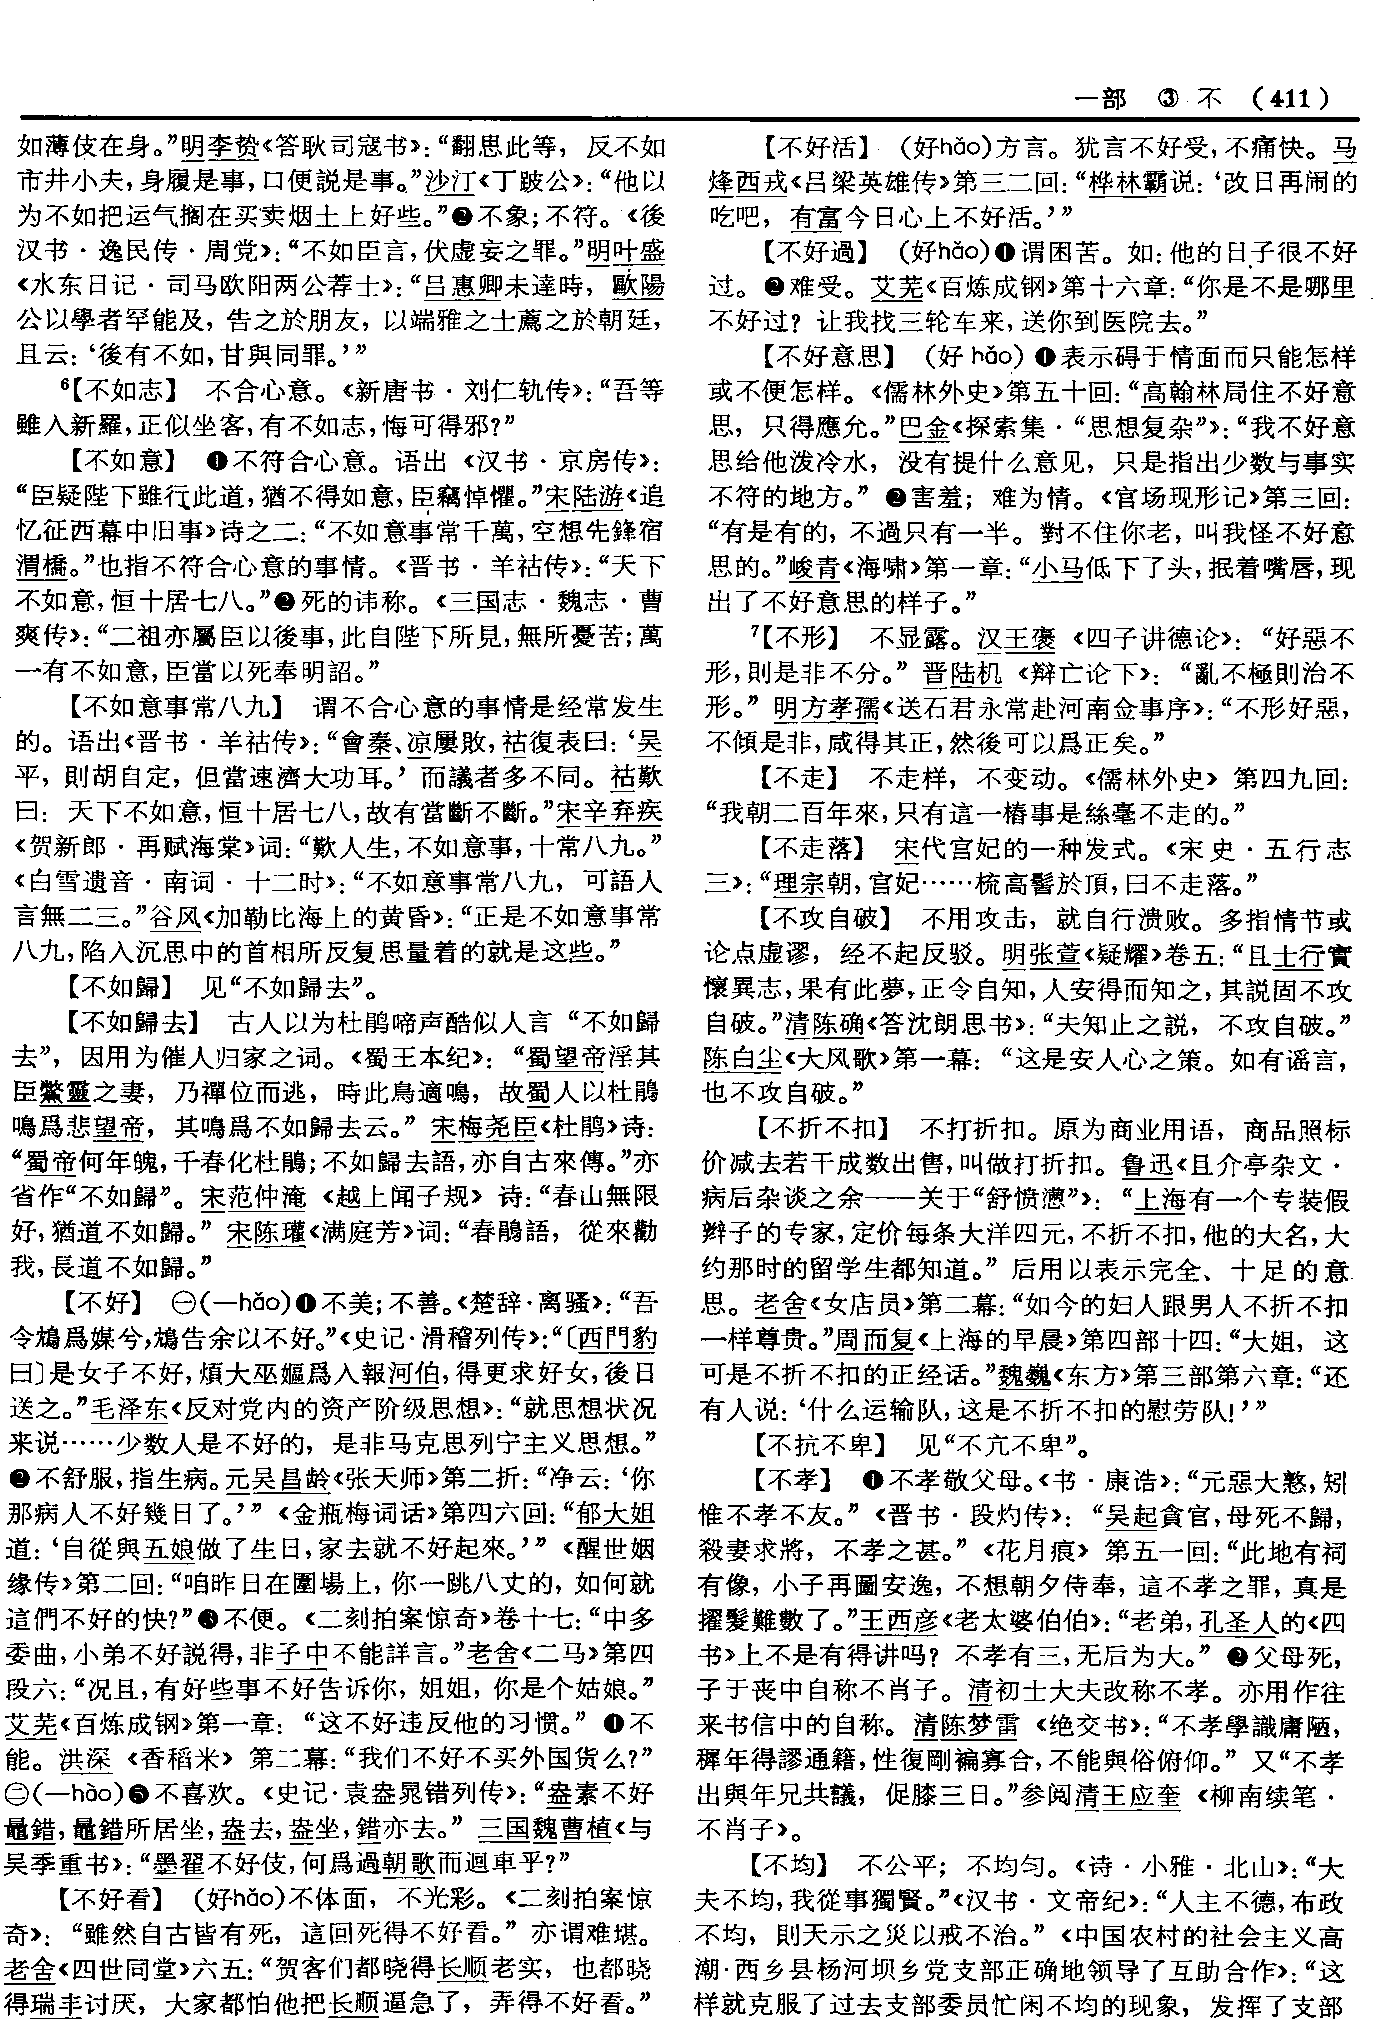 一部 ③ 不 (411)
如薄伎在身。”明李贽《答耿司寇书》：“翻思此等，反不如
市井小夫，身履是事，口便説是事。”沙汀《丁跛公》：“他以
为不如把运气搁在买卖烟土上好些。”❷不象；不符。《後
汉书·逸民传·周党》：“不如臣言，伏虚妄之罪。”明叶盛
《水东日记·司马欧阳两公荐士》：“吕惠卿未達時，歐陽
公以學者罕能及，告之於朋友，以端雅之士薦之於朝廷，
且云：‘後有不如，甘與同罪。’”
⁶【不如志】 不合心意。《新唐书·刘仁轨传》：“吾等
雖入新羅，正似坐客，有不如志，悔可得邪？”
【不如意】 ❶不符合心意。语出《汉书·京房传》：
“臣疑陛下雖行此道，猶不得如意，臣竊悼懼。”宋陆游《追
忆征西幕中旧事》诗之二：“不如意事常千萬，空想先鋒宿
渭橋。”也指不符合心意的事情。《晋书·羊祜传》：“天下
不如意，恒十居七八。”❷死的讳称。《三国志·魏志·曹
爽传》：“二祖亦屬臣以後事，此自陛下所見，無所憂苦；萬
一有不如意，臣當以死奉明詔。”
【不如意事常八九】 谓不合心意的事情是经常发生
的。语出《晋书·羊祜传》：“會秦、凉屢敗，祜復表曰：‘吴
平，則胡自定，但當速濟大功耳。’而議者多不同。祜歎
曰：天下不如意，恒十居七八，故有當斷不斷。”宋辛弃疾
《贺新郎·再赋海棠》词：“歎人生，不如意事，十常八九。”
《白雪遗音·南词·十二时》：“不如意事常八九，可語人
言無二三。”谷风《加勒比海上的黄昏》：“正是不如意事常
八九，陷入沉思中的首相所反复思量着的就是这些。”
【不如歸】 见“不如歸去”。
【不如歸去】 古人以为杜鹃啼声酷似人言“不如歸
去”，因用为催人归家之词。《蜀王本纪》：“蜀望帝淫其
臣鱉靈之妻，乃禪位而逃，時此鳥適鳴，故蜀人以杜鵑
鳴爲悲望帝，其鳴爲不如歸去云。”宋梅尧臣《杜鹃》诗：
“蜀帝何年魄，千春化杜鵑；不如歸去語，亦自古來傳。”亦
省作“不如歸”。宋范仲淹《越上闻子规》诗：“春山無限
好，猶道不如歸。”宋陈瓘《满庭芳》词：“春鵑語，從來勸
我，長道不如歸。”
【不好】 ㊀(—hǎo)❶不美；不善。《楚辞·离骚》：“吾
令鴆爲媒兮，鴆告余以不好。”《史记·滑稽列传》：“〔西門豹
曰〕是女子不好，煩大巫嫗爲入報河伯，得更求好女，後日
送之。”毛泽东《反对党内的资产阶级思想》：“就思想状况
来说……少数人是不好的，是非马克思列宁主义思想。”
❷不舒服，指生病。元吴昌龄《张天师》第二折：“净云：‘你
那病人不好幾日了。’”《金瓶梅词话》第四六回：“郁大姐
道：‘自從與五娘做了生日，家去就不好起來。’”《醒世姻
缘传》第二回：“咱昨日在圍場上，你一跳八丈的，如何就
這們不好的快？”❸不便。《二刻拍案惊奇》卷十七：“中多
委曲，小弟不好説得，非子中不能詳言。”老舍《二马》第四
段六：“况且，有好些事不好告诉你，姐姐，你是个姑娘。”
艾芜《百炼成钢》第一章：“这不好违反他的习惯。”❹不
能。洪深《香稻米》第二幕：“我们不好不买外国货么？”
㊁(—hào)❺不喜欢。《史记·袁盎晁错列传》：“盎素不好
鼂錯，鼂錯所居坐，盎去，盎坐，錯亦去。”三国魏曹植《与
吴季重书》：“墨翟不好伎，何爲過朝歌而迴車乎？”
【不好看】 (好hǎo)不体面，不光彩。《二刻拍案惊
奇》：“雖然自古皆有死，這回死得不好看。”亦谓难堪。
老舍《四世同堂》六五：“贺客们都晓得长顺老实，也都晓
得瑞丰讨厌，大家都怕他把长顺逼急了，弄得不好看。”
【不好活】 (好hǎo)方言。犹言不好受，不痛快。马
烽西戎《吕梁英雄传》第三二回：“桦林霸说：‘改日再闹的
吃吧，有富今日心上不好活。’”
【不好過】 (好hǎo)❶谓困苦。如：他的日子很不好
过。❷难受。艾芜《百炼成钢》第十六章：“你是不是哪里
不好过？让我找三轮车来，送你到医院去。”
【不好意思】 (好hǎo)❶表示碍于情面而只能怎样
或不便怎样。《儒林外史》第五十回：“高翰林局住不好意
思，只得應允。”巴金《探索集·“思想复杂”》：“我不好意
思给他泼冷水，没有提什么意见，只是指出少数与事实
不符的地方。”❷害羞；难为情。《官场现形记》第三回：
“有是有的，不過只有一半。對不住你老，叫我怪不好意
思的。”峻青《海啸》第一章：“小马低下了头，抿着嘴唇，现
出了不好意思的样子。”
⁷【不形】 不显露。汉王褒《四子讲德论》：“好惡不
形，則是非不分。”晋陆机《辩亡论下》：“亂不極則治不
形。”明方孝孺《送石君永常赴河南佥事序》：“不形好惡，
不傾是非，咸得其正，然後可以爲正矣。”
【不走】 不走样，不变动。《儒林外史》第四九回：
“我朝二百年來，只有這一樁事是絲毫不走的。”
【不走落】 宋代宫妃的一种发式。《宋史·五行志
三》：“理宗朝，宫妃……梳高髻於頂，曰不走落。”
【不攻自破】 不用攻击，就自行溃败。多指情节或
论点虚谬，经不起反驳。明张萱《疑耀》卷五：“且士行實
懷異志，果有此夢，正令自知，人安得而知之，其説固不攻
自破。”清陈确《答沈朗思书》：“夫知止之説，不攻自破。”
陈白尘《大风歌》第一幕：“这是安人心之策。如有谣言，
也不攻自破。”
【不折不扣】 不打折扣。原为商业用语，商品照标
价减去若干成数出售，叫做打折扣。鲁迅《且介亭杂文·
病后杂谈之余——关于“舒愤懑”》：“上海有一个专装假
辫子的专家，定价每条大洋四元，不折不扣，他的大名，大
约那时的留学生都知道。”后用以表示完全、十足的意
思。老舍《女店员》第二幕：“如今的妇人跟男人不折不扣
一样尊贵。”周而复《上海的早晨》第四部十四：“大姐，这
可是不折不扣的正经话。”魏巍《东方》第三部第六章：“还
有人说：‘什么运输队，这是不折不扣的慰劳队！’”
【不抗不卑】 见“不亢不卑”。
【不孝】 ❶不孝敬父母。《书·康诰》：“元惡大憝，矧
惟不孝不友。”《晋书·段灼传》：“吴起貪官，母死不歸，
殺妻求將，不孝之甚。”《花月痕》第五一回：“此地有祠
有像，小子再圖安逸，不想朝夕侍奉，這不孝之罪，真是
擢髮難數了。”王西彦《老太婆伯伯》：“老弟，孔圣人的《四
书》上不是有得讲吗？不孝有三，无后为大。”❷父母死，
子于丧中自称不肖子。清初士大夫改称不孝。亦用作往
来书信中的自称。清陈梦雷《绝交书》：“不孝學識庸陋，
穉年得謬通籍，性復剛褊寡合，不能與俗俯仰。”又“不孝
出與年兄共議，促膝三日。”参阅清王应奎《柳南续笔·
不肖子》。
【不均】 不公平；不均匀。《诗·小雅·北山》：“大
夫不均，我從事獨賢。”《汉书·文帝纪》：“人主不德，布政
不均，則天示之災以戒不治。”《中国农村的社会主义高
潮·西乡县杨河坝乡党支部正确地领导了互助合作》：“这
样就克服了过去支部委员忙闲不均的现象，发挥了支部